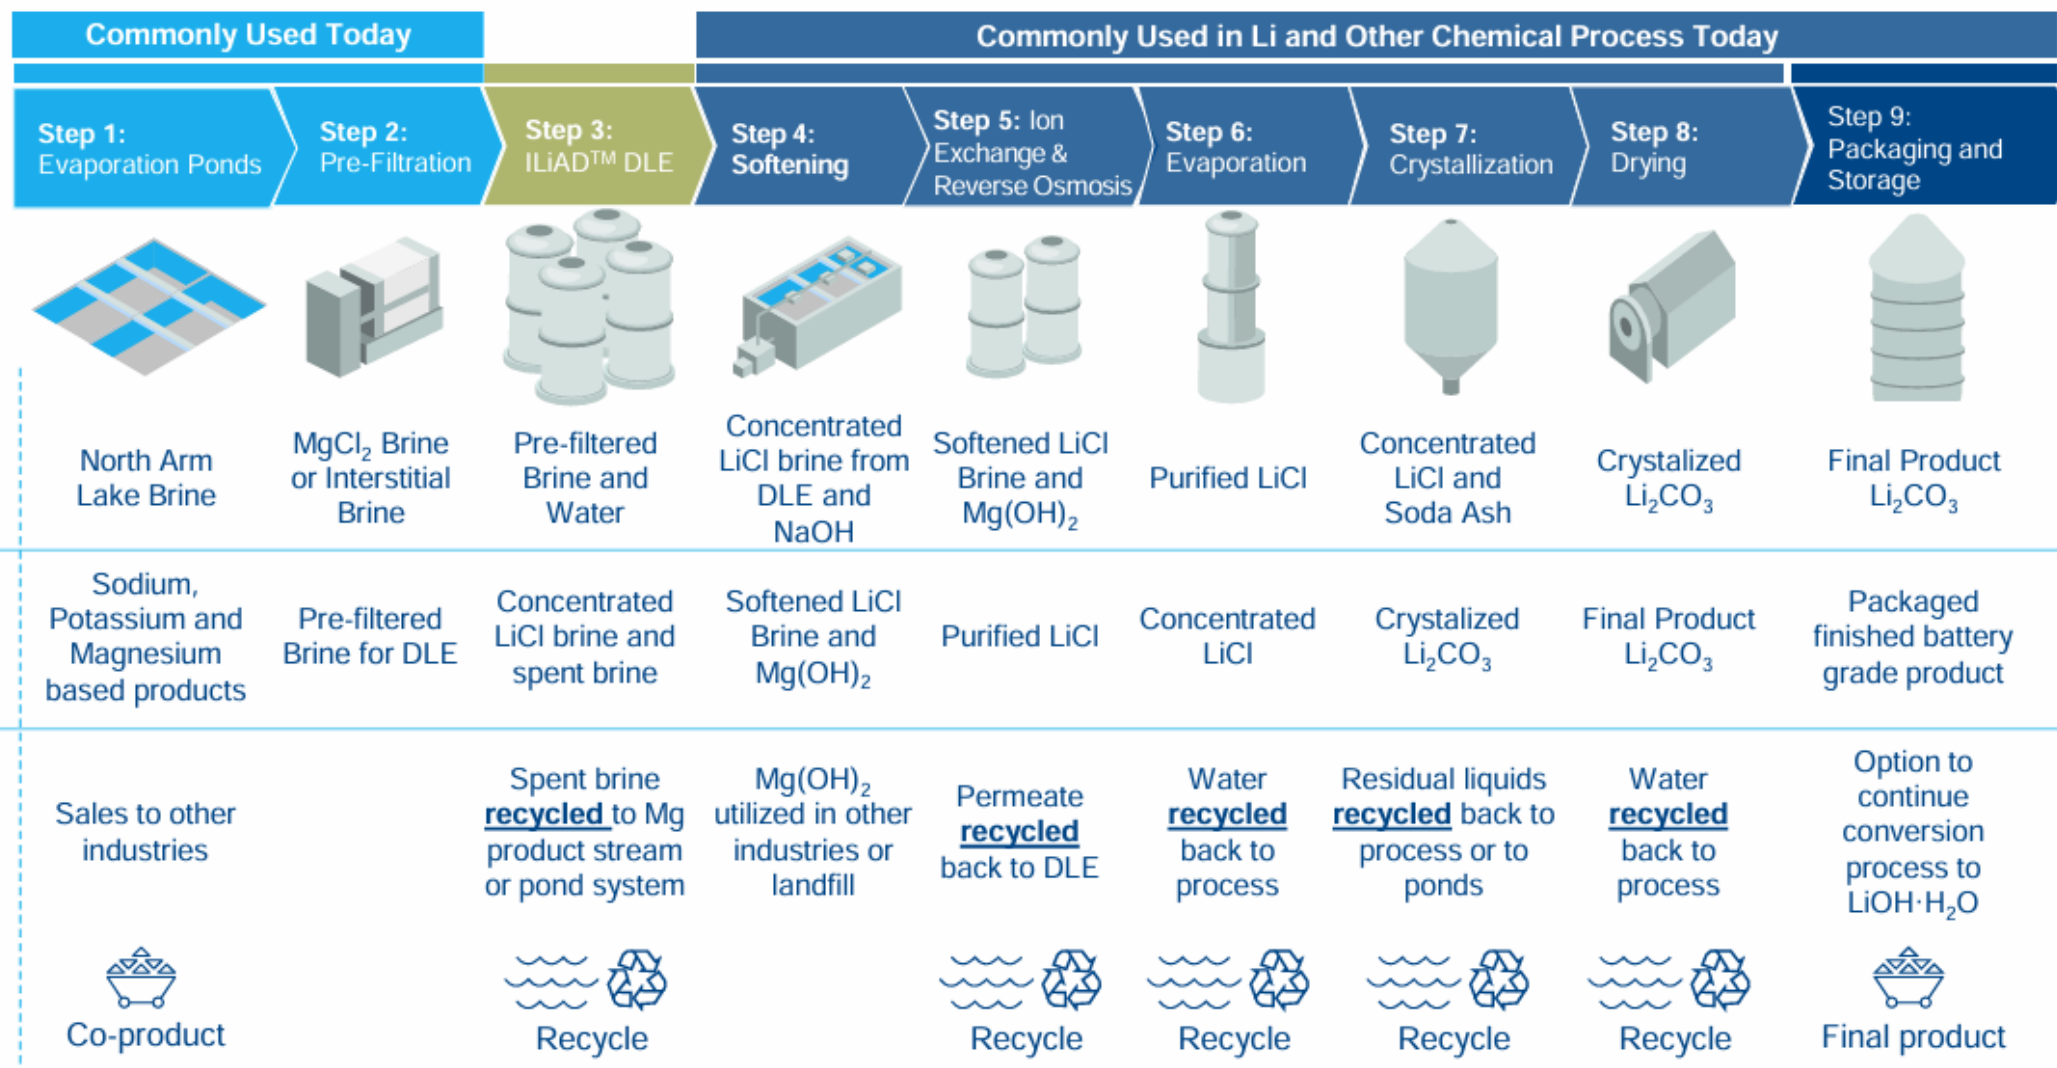 Commonly Used Today
Commonly Used in Li and Other Chemical Process Today
Step 1:
Evaporation Ponds
Step 2:
Pre-Filtration
Step 3:
ILiAD™ DLE
Step 4:
Softening
Step 5: Ion
Exchange &
Reverse Osmosis
Step 6:
Evaporation
Step 7:
Crystallization
Step 8:
Drying
Step 9:
Packaging and
Storage
North Arm
Lake Brine
MgCl₂ Brine
or Interstitial
Brine
Pre-filtered
Brine and
Water
Concentrated
LiCl brine from
DLE and
NaOH
Softened LiCl
Brine and
Mg(OH)₂
Purified LiCl
Concentrated
LiCl and
Soda Ash
Crystalized
Li₂CO₃
Final Product
Li₂CO₃
Sodium,
Potassium and
Magnesium
based products
Pre-filtered
Brine for DLE
Concentrated
LiCl brine and
spent brine
Softened LiCl
Brine and
Mg(OH)₂
Purified LiCl
Concentrated
LiCl
Crystalized
Li₂CO₃
Final Product
Li₂CO₃
Packaged
finished battery
grade product
Sales to other
industries
Spent brine
recycled to Mg
product stream
or pond system
Mg(OH)₂
utilized in other
industries or
landfill
Permeate
recycled
back to DLE
Water
recycled
back to
process
Residual liquids
recycled back to
process or to
ponds
Water
recycled
back to
process
Option to
continue
conversion
process to
LiOH·H₂O
Co-product
Recycle
Recycle
Recycle
Recycle
Recycle
Final product